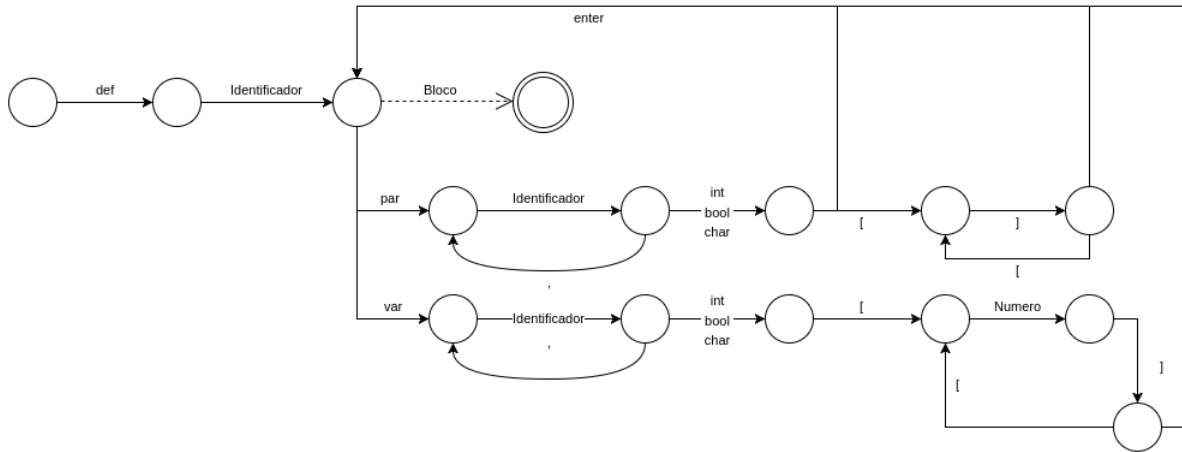 enter
def
Identificador
Bloco
par
Identificador
int
bool
char
[
]
[
,
var
Identificador
int
bool
char
[
Numero
,
]
[